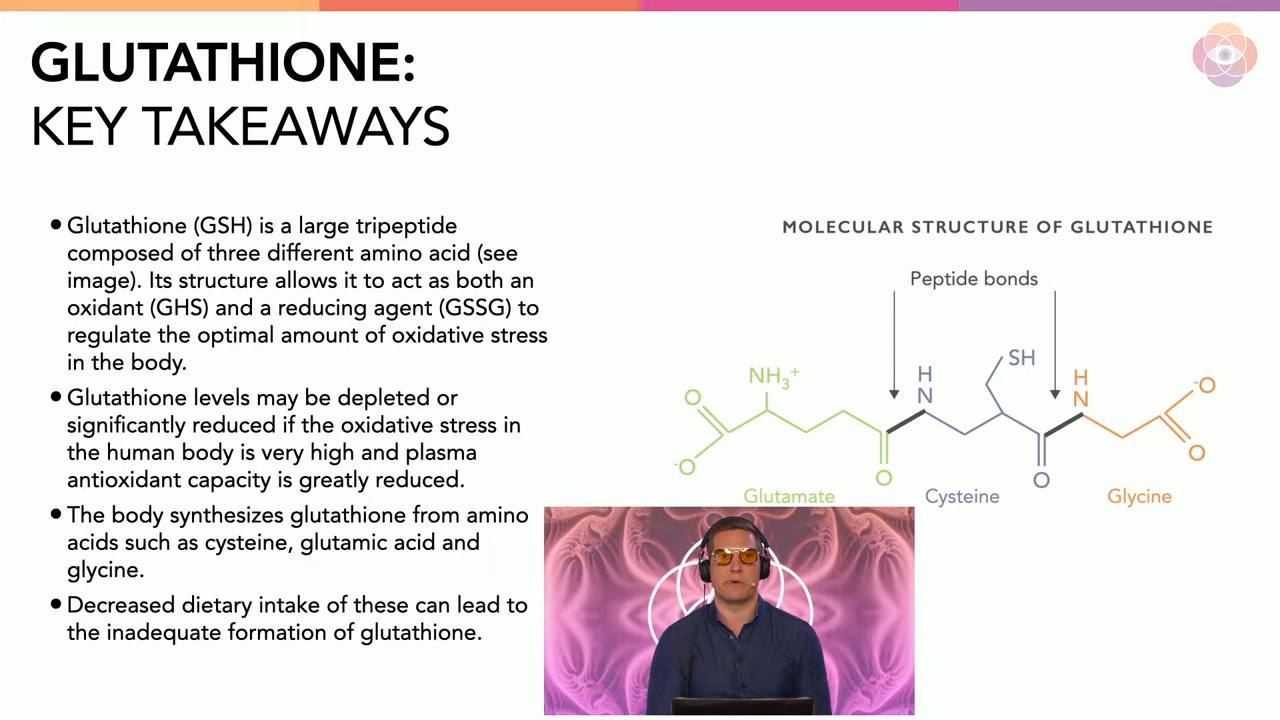 GLUTATHIONE:
KEY TAKEAWAYS
• Glutathione (GSH) is a large tripeptide
composed of three different amino acid (see
image). Its structure allows it to act as both an
oxidant (GHS) and a reducing agent (GSSG) to
regulate the optimal amount of oxidative stress
in the body.
• Glutathione levels may be depleted or
significantly reduced if the oxidative stress in
the human body is very high and plasma
antioxidant capacity is greatly reduced.
• The body synthesizes glutathione from amino
acids such as cysteine, glutamic acid and
glycine.
• Decreased dietary intake of these can lead to
the inadequate formation of glutathione.
MOLECULAR STRUCTURE OF GLUTATHIONE
Peptide bonds
SH
NH₃⁺
H
N
H
N
⁻O
O
⁻O
O
O
O
Glutamate
Cysteine
Glycine